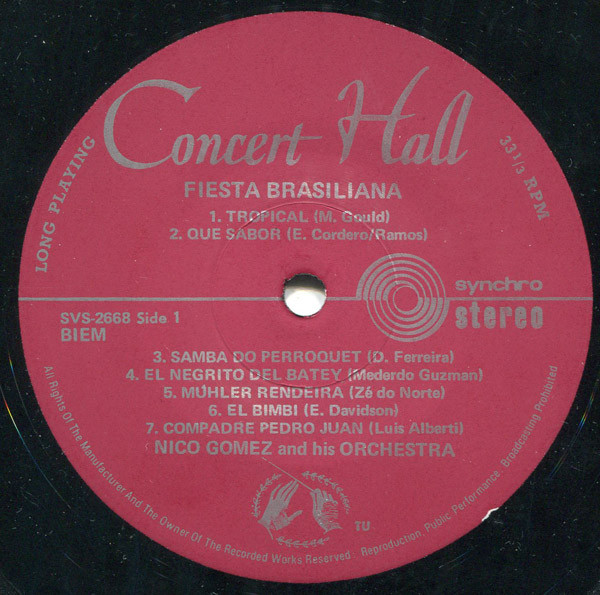 Concert Hall
LONG PLAYING
33 1/3 RPM
FIESTA BRASILIANA
1. TROPICAL (M. Gould)
2. QUE SABOR (E. Cordero/Ramos)
synchro
stereo
SVS-2668 Side 1
BIEM
3. SAMBA DO PERROQUET (D. Ferreira)
4. EL NEGRITO DEL BATEY (Mederdo Guzman)
5. MÜHLER RENDEIRA (Zé do Norte)
6. EL BIMBI (E. Davidson)
7. COMPADRE PEDRO JUAN (Luis Alberti)
NICO GOMEZ and his ORCHESTRA
TU
All Rights Of The Manufacturer And The Owner Of The Recorded Works Reserved. Reproduction, Public Performance, Broadcasting Prohibited